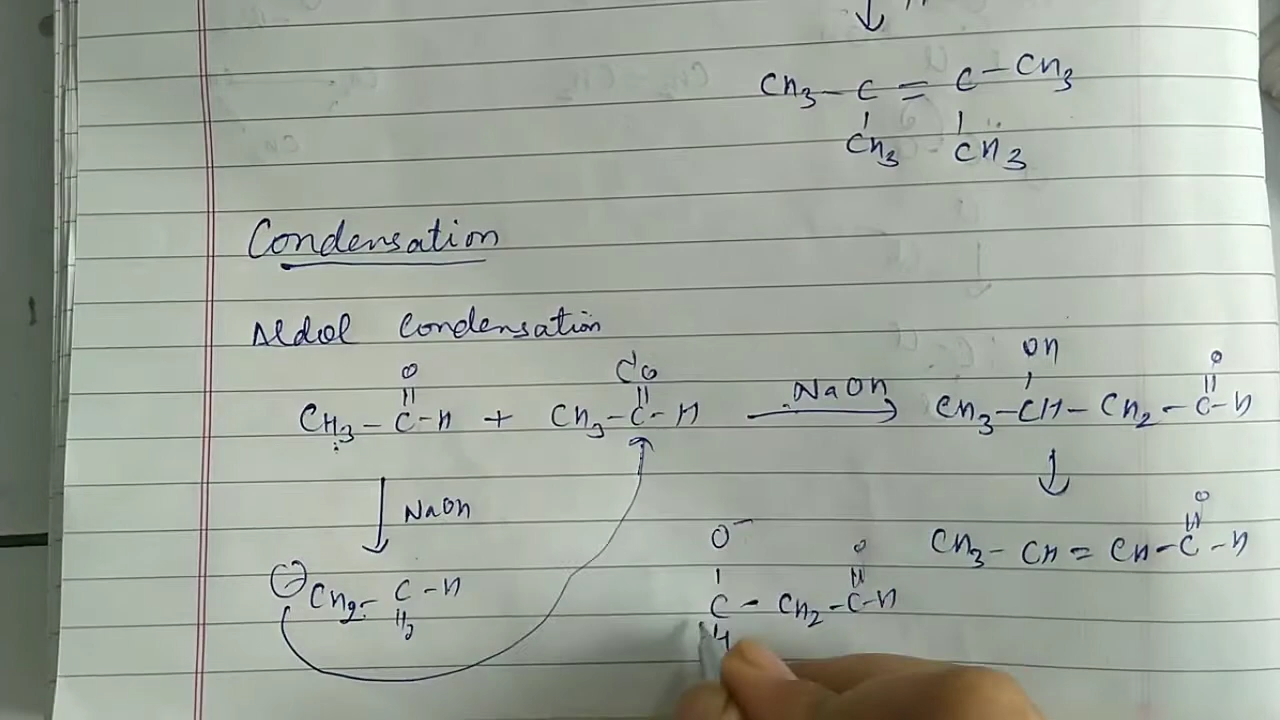 CH3 – C = C – CH3
CH3 CH3
Condensation
Aldol Condensation
O O OH O
CH3 – C – H + CH3 – C – H NaOH CH3 – CH – CH2 – C – H
NaOH
O
CH3 – CH = CH – C – H
O– O
⊖CH2 – C – H
C – CH2 – C – H
H